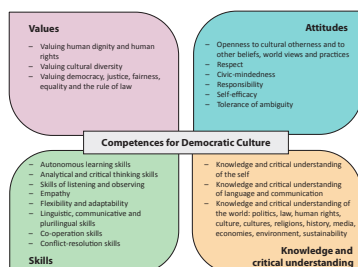 Values
– Valuing human dignity and human
rights
– Valuing cultural diversity
– Valuing democracy, justice, fairness,
equality and the rule of law
Attitudes
– Openness to cultural otherness and to
other beliefs, world views and practices
– Respect
– Civic-mindedness
– Responsibility
– Self-efficacy
– Tolerance of ambiguity
Competences for Democratic Culture
– Autonomous learning skills
– Analytical and critical thinking skills
– Skills of listening and observing
– Empathy
– Flexibility and adaptability
– Linguistic, communicative and
plurilingual skills
– Co-operation skills
– Conflict-resolution skills
Skills
– Knowledge and critical understanding
of the self
– Knowledge and critical understanding
of language and communication
– Knowledge and critical understanding of
the world: politics, law, human rights,
culture, cultures, religions, history, media,
economies, environment, sustainability
Knowledge and
critical understanding